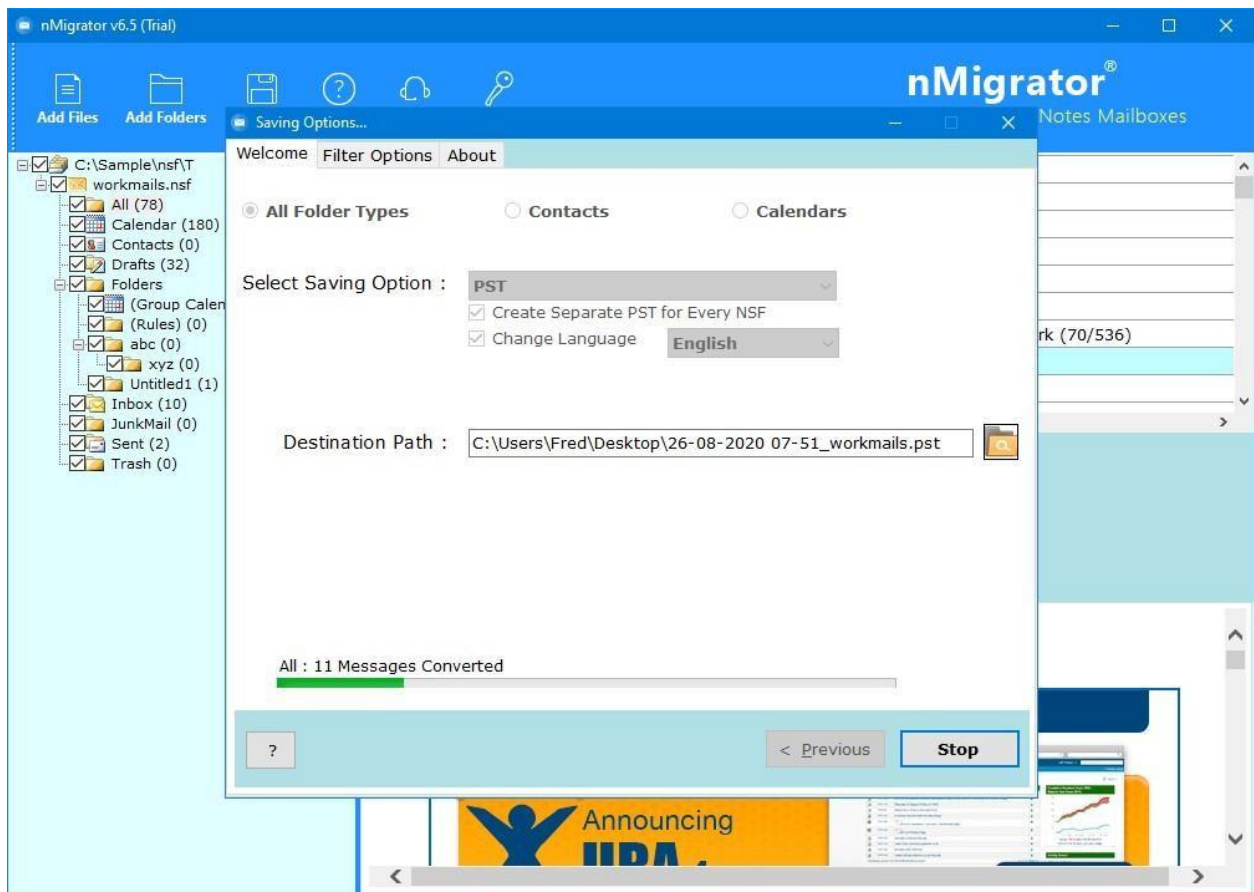 nMigrator v6.5 (Trial)
Add Files
Add Folders
nMigrator®
Notes Mailboxes
Saving Options...
Welcome
Filter Options
About
C:\Sample\nsf\T
workmails.nsf
All (78)
Calendar (180)
Contacts (0)
Drafts (32)
Folders
(Group Calen
(Rules) (0)
abc (0)
xyz (0)
Untitled1 (1)
Inbox (10)
JunkMail (0)
Sent (2)
Trash (0)
All Folder Types
Contacts
Calendars
Select Saving Option :
PST
Create Separate PST for Every NSF
Change Language
English
rk (70/536)
Destination Path :
C:\Users\Fred\Desktop\26-08-2020 07-51_workmails.pst
All : 11 Messages Converted
?
< Previous
Stop
Announcing